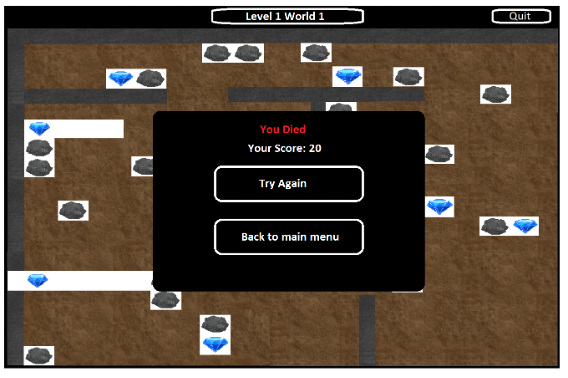 Level 1 World 1
Quit
You Died
Your Score: 20
Try Again
Back to main menu